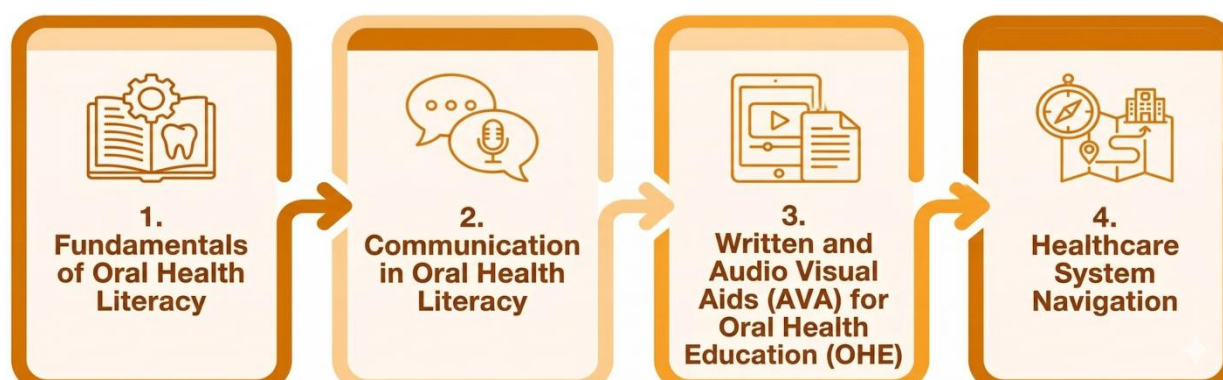 1.
Fundamentals
of Oral Health
Literacy
2.
Communication
in Oral Health
Literacy
3.
Written and
Audio Visual
Aids (AVA) for
Oral Health
Education (OHE)
4.
Healthcare
System
Navigation